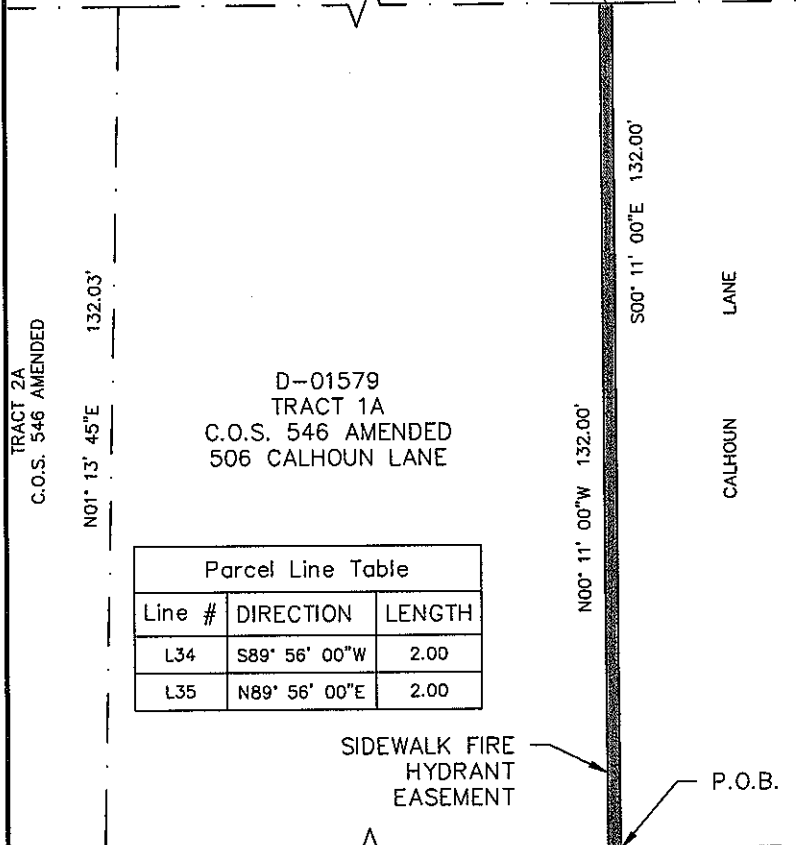 TRACT 2A
C.O.S. 546 AMENDED
N01° 13' 45"E 132.03'
D-01579
TRACT 1A
C.O.S. 546 AMENDED
506 CALHOUN LANE
Parcel Line Table
Line # DIRECTION LENGTH
L34 S89° 56' 00"W 2.00
L35 N89° 56' 00"E 2.00
SIDEWALK FIRE
HYDRANT
EASEMENT
N00° 11' 00"W 132.00'
S00° 11' 00"E 132.00'
CALHOUN LANE
P.O.B.